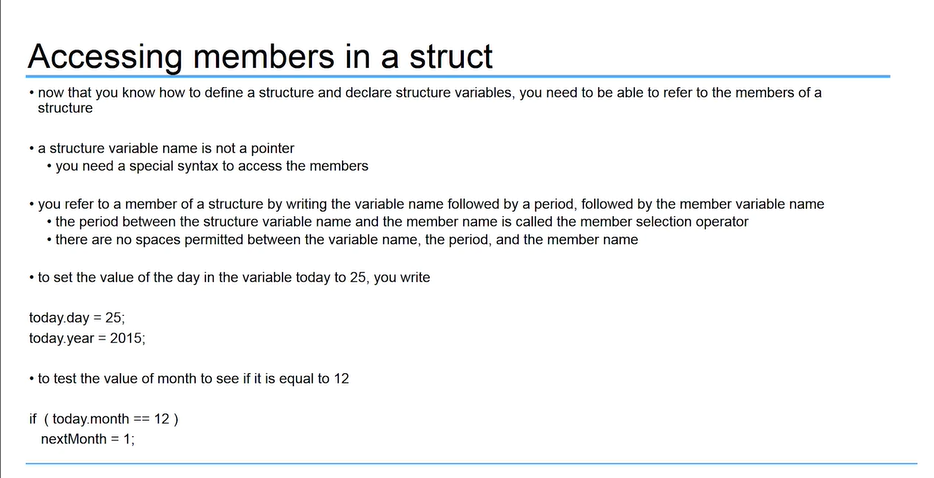 Accessing members in a struct
• now that you know how to define a structure and declare structure variables, you need to be able to refer to the members of a
structure
• a structure variable name is not a pointer
• you need a special syntax to access the members
• you refer to a member of a structure by writing the variable name followed by a period, followed by the member variable name
• the period between the structure variable name and the member name is called the member selection operator
• there are no spaces permitted between the variable name, the period, and the member name
• to set the value of the day in the variable today to 25, you write
today.day = 25;
today.year = 2015;
• to test the value of month to see if it is equal to 12
if ( today.month == 12 )
nextMonth = 1;